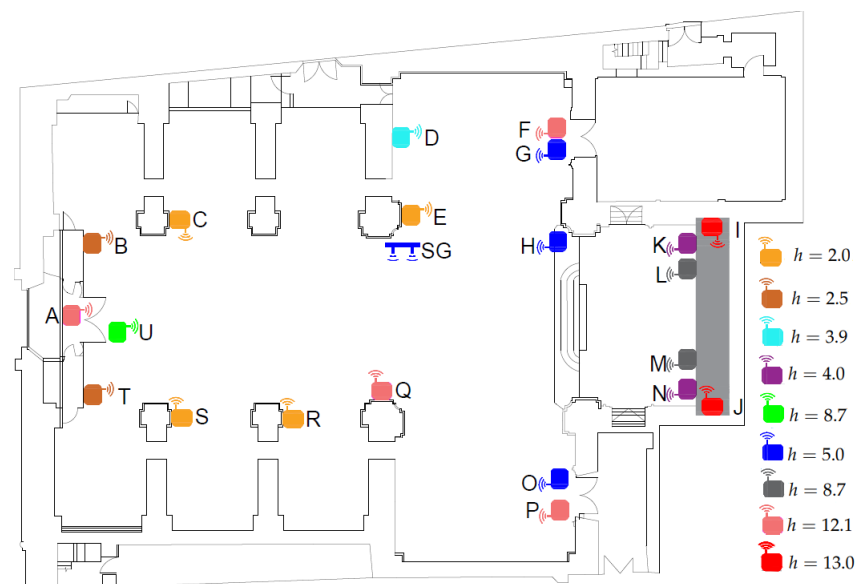 F
D
G
C
E
I
B
K
H
SG
h = 2.0
L
h = 2.5
A
U
h = 3.9
M
h = 4.0
T
Q
N
J
S
R
h = 8.7
h = 5.0
O
h = 8.7
P
h = 12.1
h = 13.0